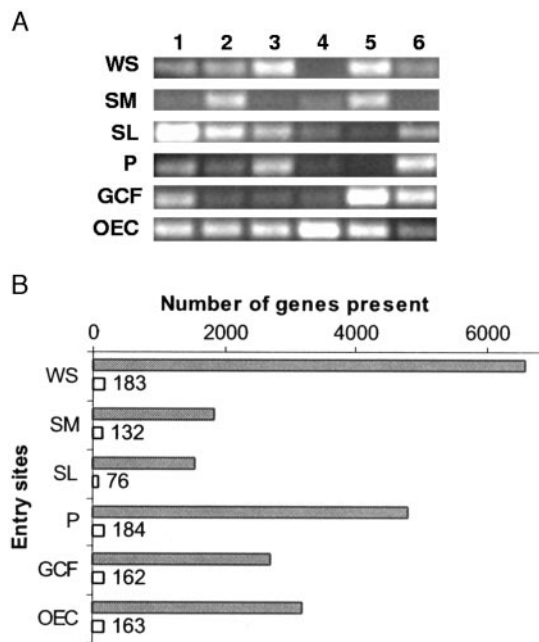 A
1 2 3 4 5 6
WS
SM
SL
P
GCF
OEC
B
Number of genes present
0 2000 4000 6000
Entry sites
WS
183
SM
132
SL
76
P
184
GCF
162
OEC
163